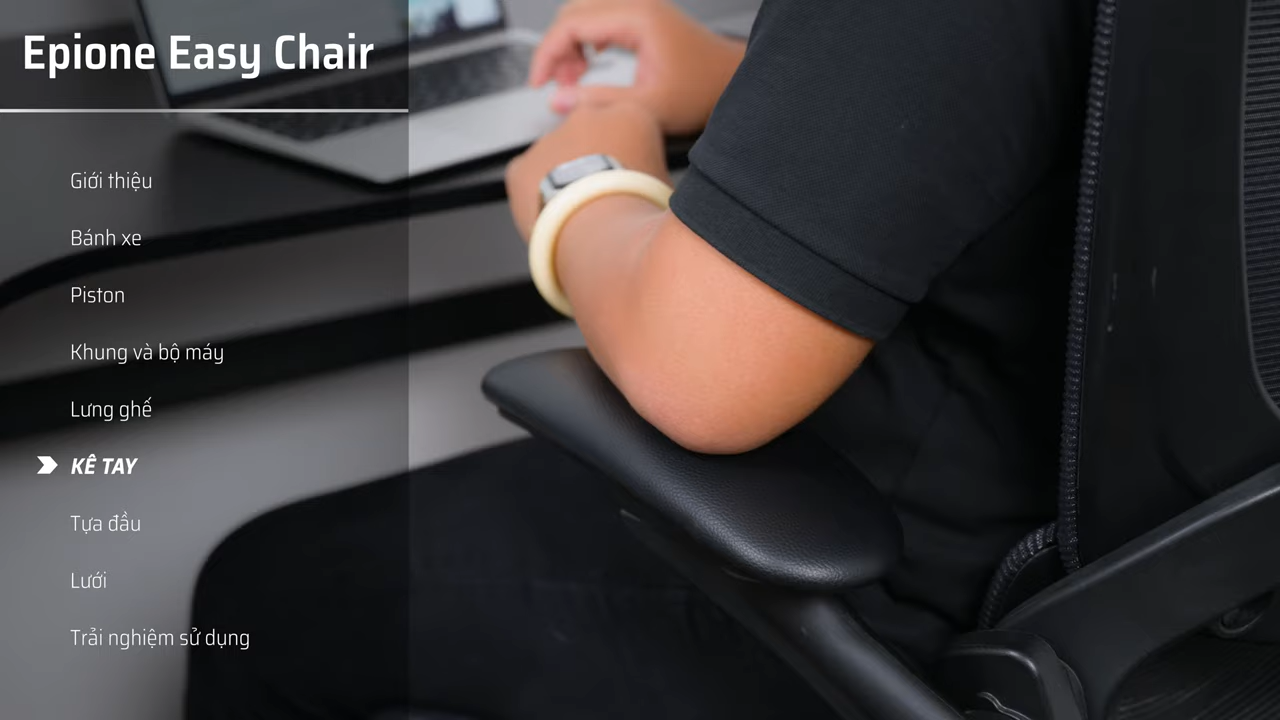 Epione Easy Chair
Giới thiệu
Bánh xe
Piston
Khung và bộ máy
Lưng ghế
KÊ TAY
Tựa đầu
Lưới
Trải nghiệm sử dụng